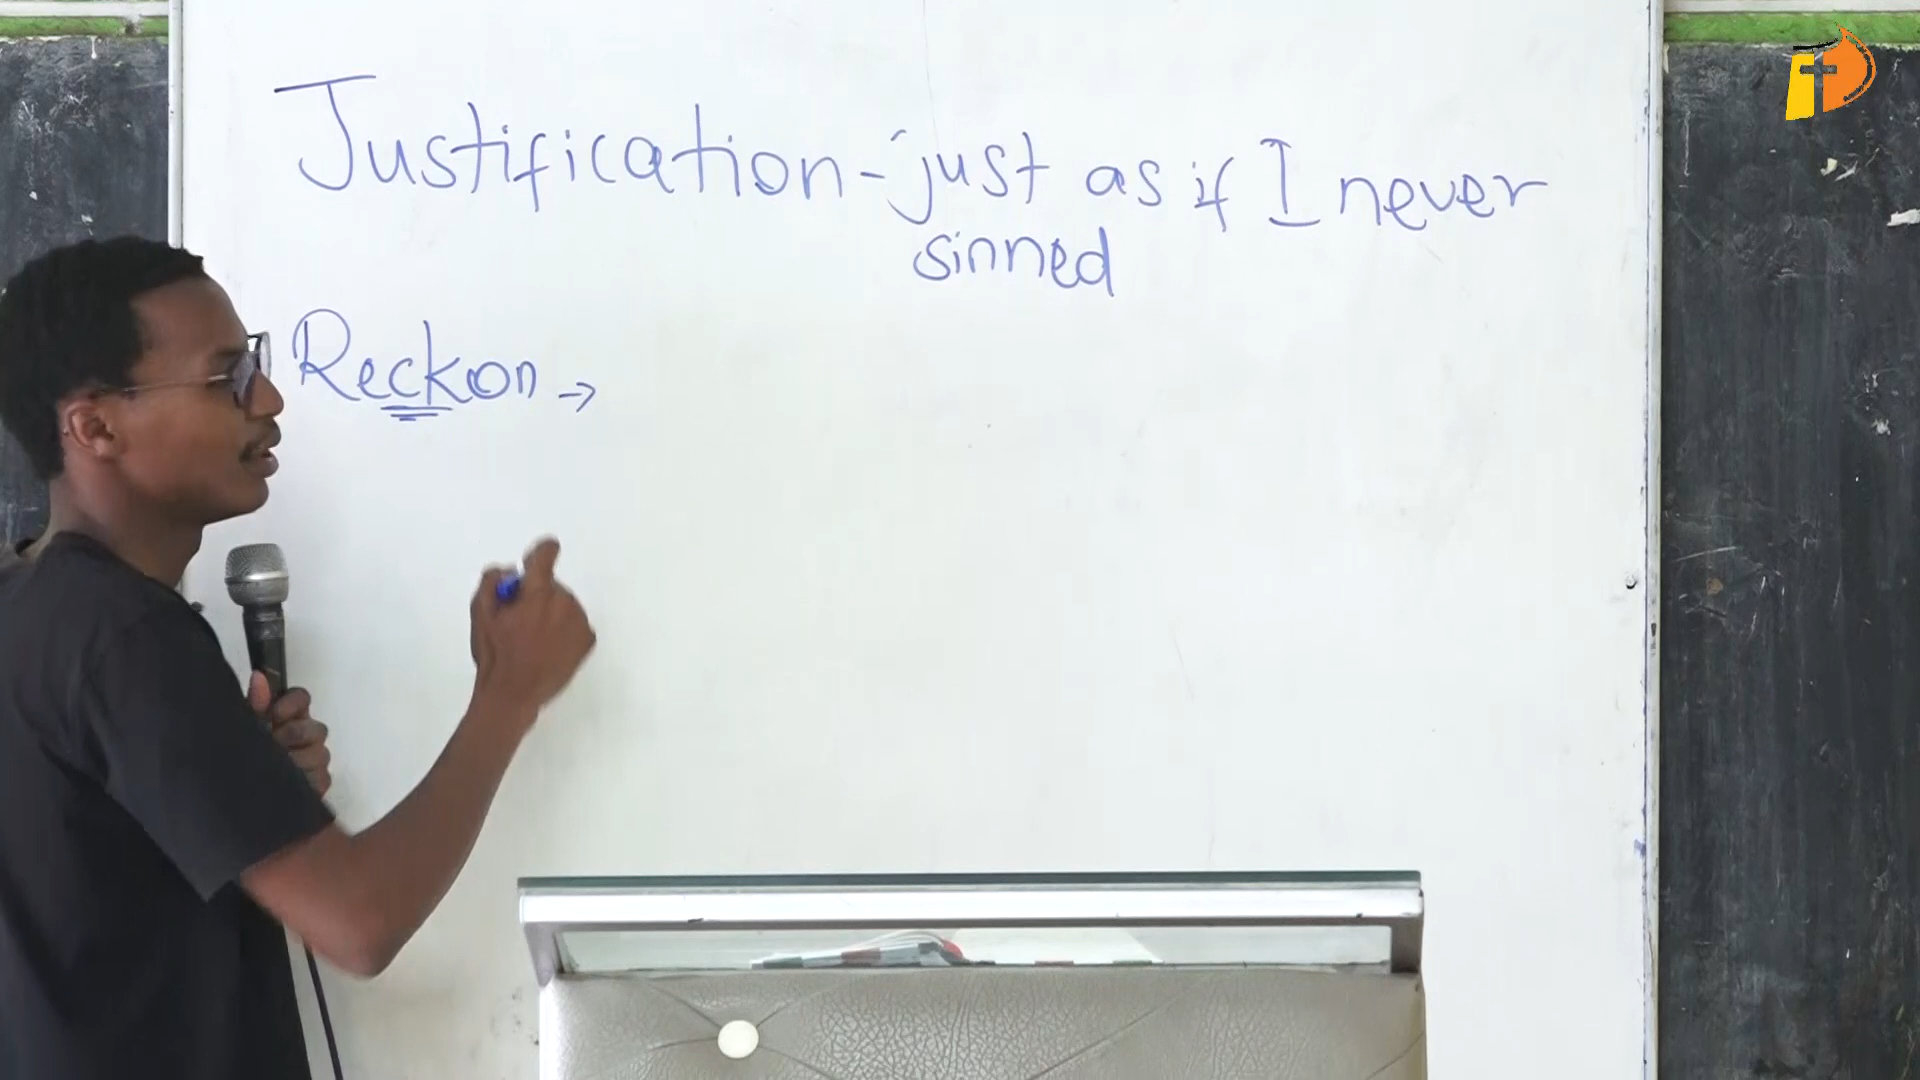 Justification - just as if I never
sinned
Reckon →